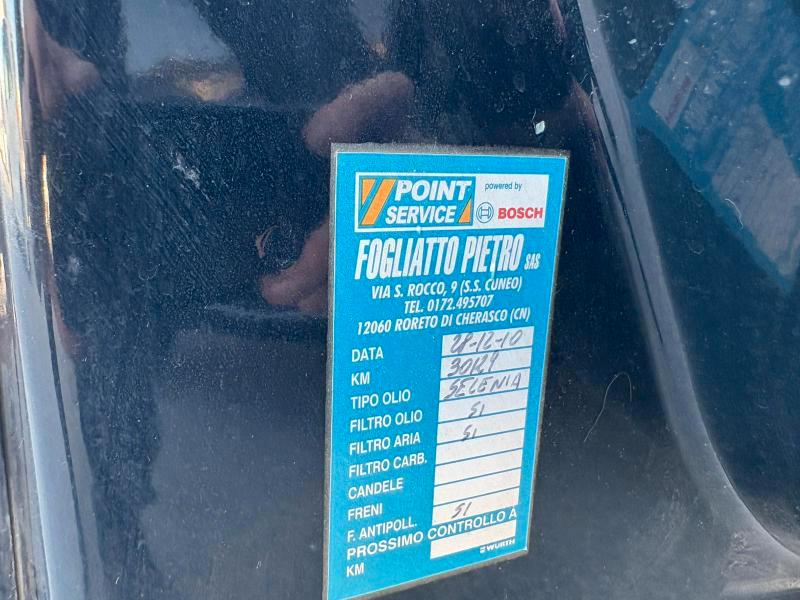 POINT SERVICE
powered by
BOSCH
FOGLIATTO PIETRO SAS
VIA S. ROCCO, 9 (S.S. CUNEO)
TEL. 0172.495707
12060 RORETO DI CHERASCO (CN)
DATA 28-12-10
KM 30129
TIPO OLIO SELENIA
FILTRO OLIO SI
FILTRO ARIA SI
FILTRO CARB.
CANDELE
FRENI
F. ANTIPOLL. SI
PROSSIMO CONTROLLO A
KM
WÜRTH